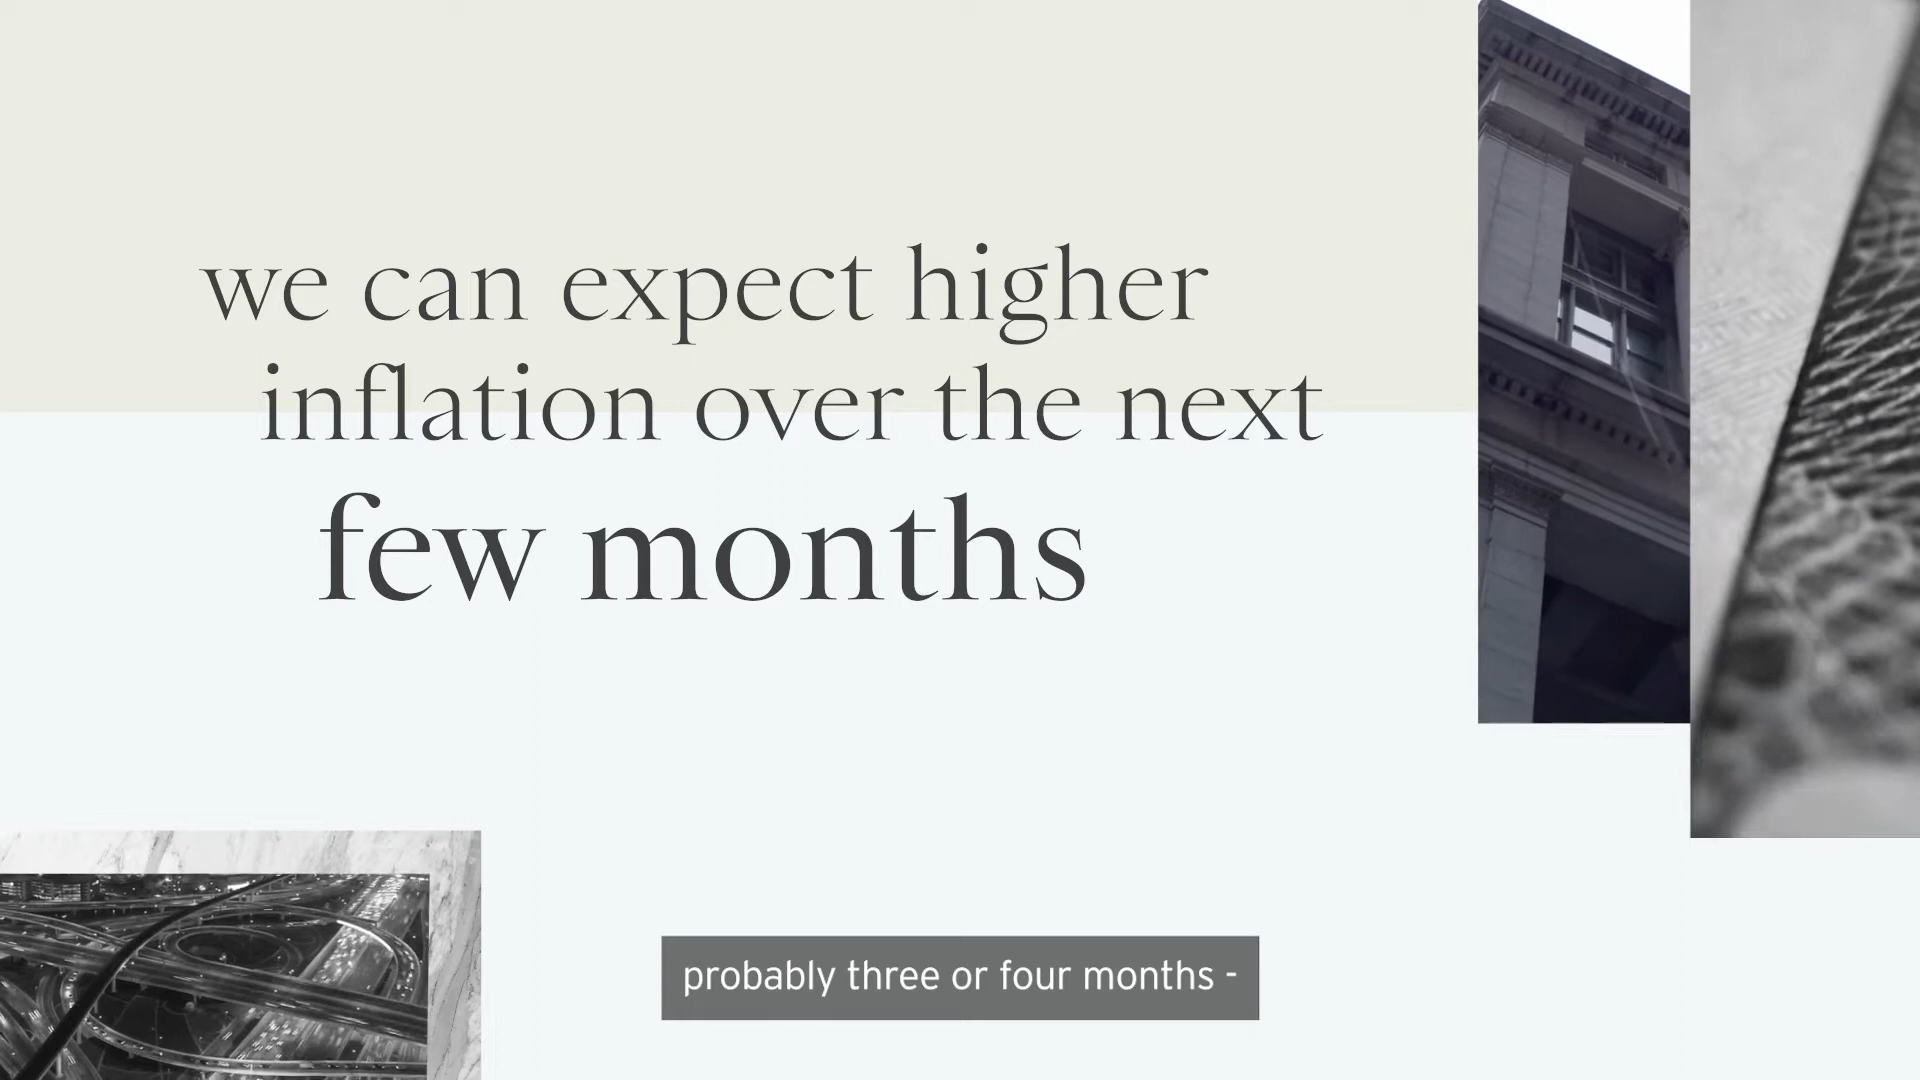 we can expect higher
inflation over the next
few months
probably three or four months -